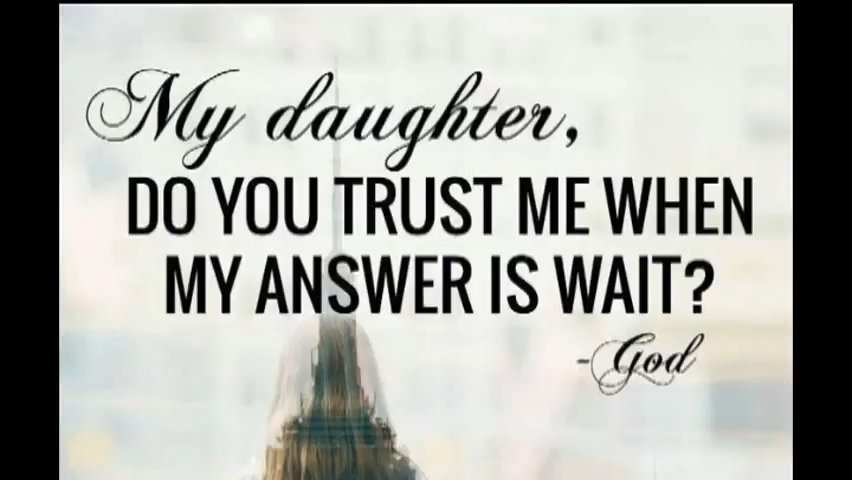 My daughter,
DO YOU TRUST ME WHEN
MY ANSWER IS WAIT?
-God